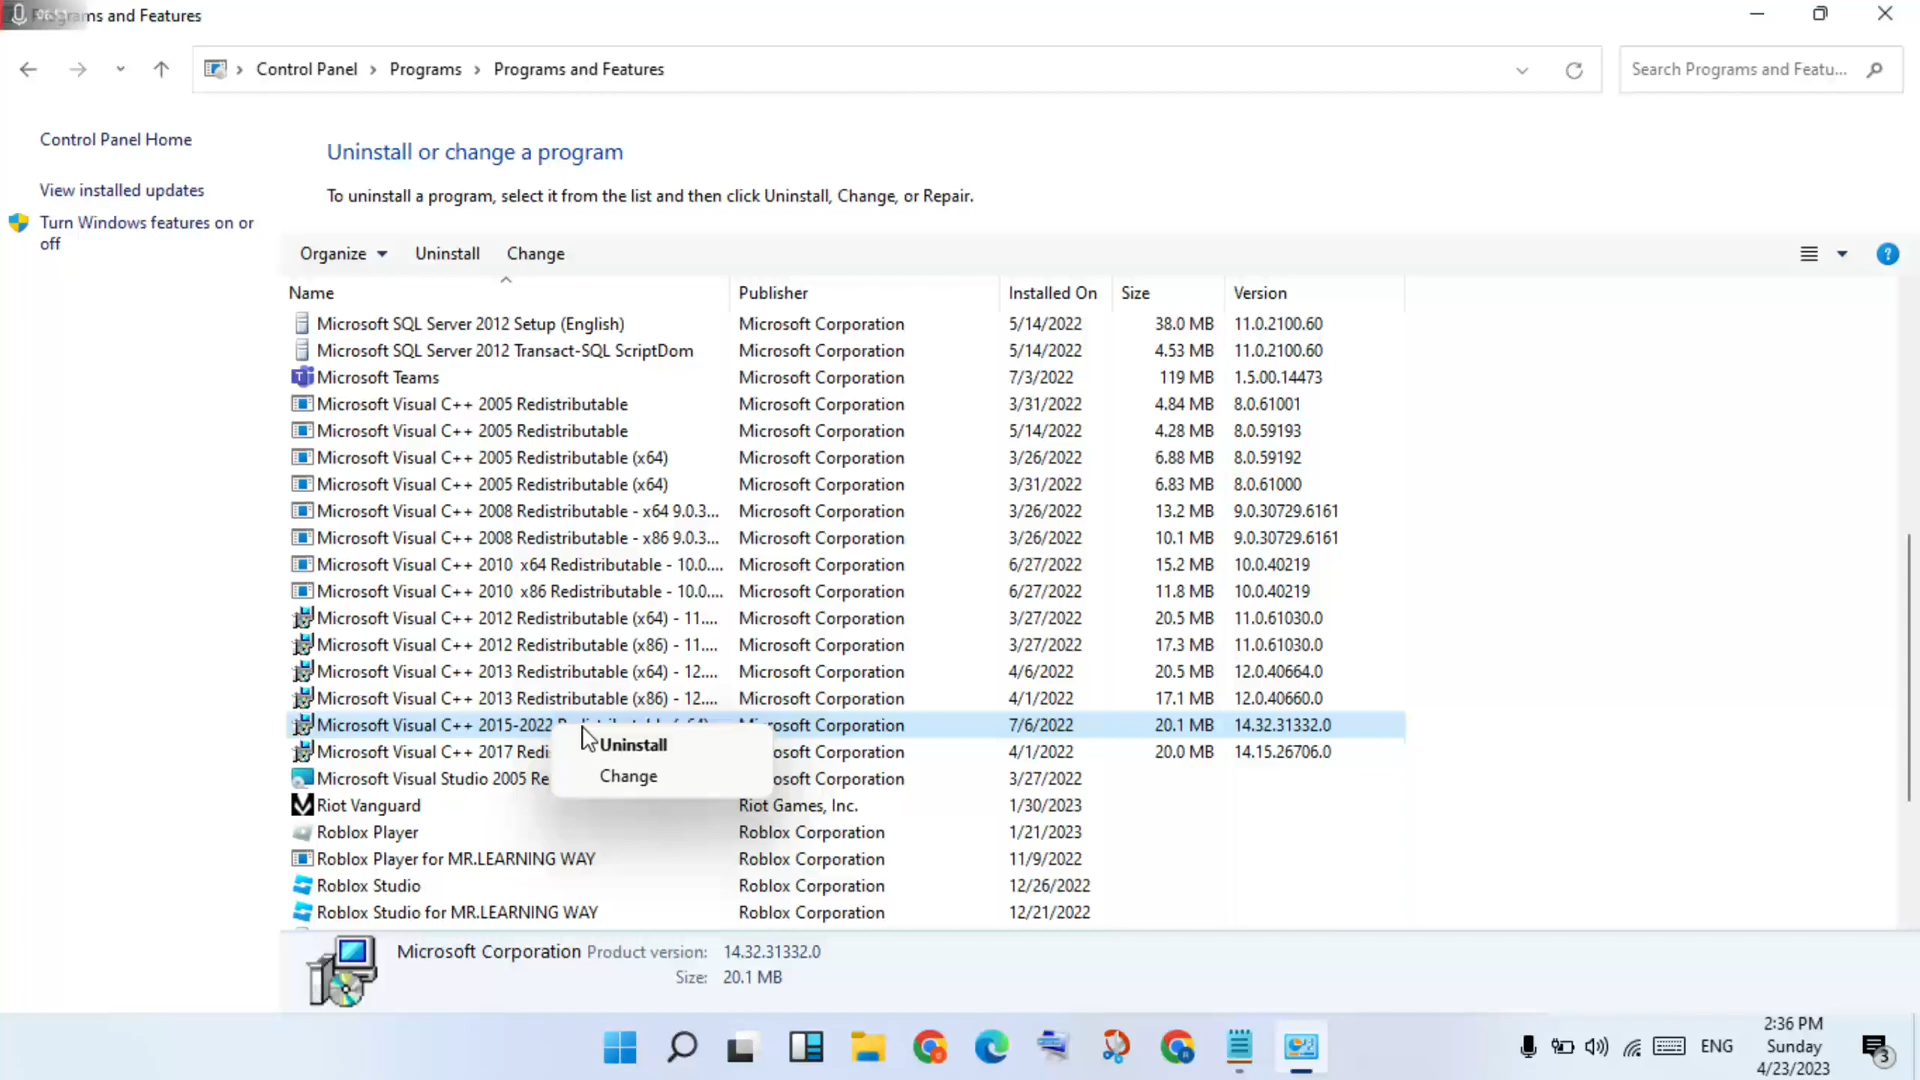 ms and Features
Control Panel > Programs > Programs and Features
Search Programs and Featu...
Control Panel Home
View installed updates
Turn Windows features on or
off
Uninstall or change a program
To uninstall a program, select it from the list and then click Uninstall, Change, or Repair.
Organize Uninstall Change
Name Publisher Installed On Size Version
Microsoft SQL Server 2012 Setup (English) Microsoft Corporation 5/14/2022 38.0 MB 11.0.2100.60
Microsoft SQL Server 2012 Transact-SQL ScriptDom Microsoft Corporation 5/14/2022 4.53 MB 11.0.2100.60
Microsoft Teams Microsoft Corporation 7/3/2022 119 MB 1.5.00.14473
Microsoft Visual C++ 2005 Redistributable Microsoft Corporation 3/31/2022 4.84 MB 8.0.61001
Microsoft Visual C++ 2005 Redistributable Microsoft Corporation 5/14/2022 4.28 MB 8.0.59193
Microsoft Visual C++ 2005 Redistributable (x64) Microsoft Corporation 3/26/2022 6.88 MB 8.0.59192
Microsoft Visual C++ 2005 Redistributable (x64) Microsoft Corporation 3/31/2022 6.83 MB 8.0.61000
Microsoft Visual C++ 2008 Redistributable - x64 9.0.3... Microsoft Corporation 3/26/2022 13.2 MB 9.0.30729.6161
Microsoft Visual C++ 2008 Redistributable - x86 9.0.3... Microsoft Corporation 3/26/2022 10.1 MB 9.0.30729.6161
Microsoft Visual C++ 2010 x64 Redistributable - 10.0.... Microsoft Corporation 6/27/2022 15.2 MB 10.0.40219
Microsoft Visual C++ 2010 x86 Redistributable - 10.0.... Microsoft Corporation 6/27/2022 11.8 MB 10.0.40219
Microsoft Visual C++ 2012 Redistributable (x64) - 11.... Microsoft Corporation 3/27/2022 20.5 MB 11.0.61030.0
Microsoft Visual C++ 2012 Redistributable (x86) - 11.... Microsoft Corporation 3/27/2022 17.3 MB 11.0.61030.0
Microsoft Visual C++ 2013 Redistributable (x64) - 12.... Microsoft Corporation 4/6/2022 20.5 MB 12.0.40664.0
Microsoft Visual C++ 2013 Redistributable (x86) - 12.... Microsoft Corporation 4/1/2022 17.1 MB 12.0.40660.0
Microsoft Visual C++ 2015-2022 Corporation 7/6/2022 20.1 MB 14.32.31332.0
Uninstall
Microsoft Visual C++ 2017 Redi osoft Corporation 4/1/2022 20.0 MB 14.15.26706.0
Change
Microsoft Visual Studio 2005 Re osoft Corporation 3/27/2022
Riot Vanguard Riot Games, Inc. 1/30/2023
Roblox Player Roblox Corporation 1/21/2023
Roblox Player for MR.LEARNING WAY Roblox Corporation 11/9/2022
Roblox Studio Roblox Corporation 12/26/2022
Roblox Studio for MR.LEARNING WAY Roblox Corporation 12/21/2022
Microsoft Corporation Product version: 14.32.31332.0
Size: 20.1 MB
ENG
2:36 PM
Sunday
4/23/2023
3